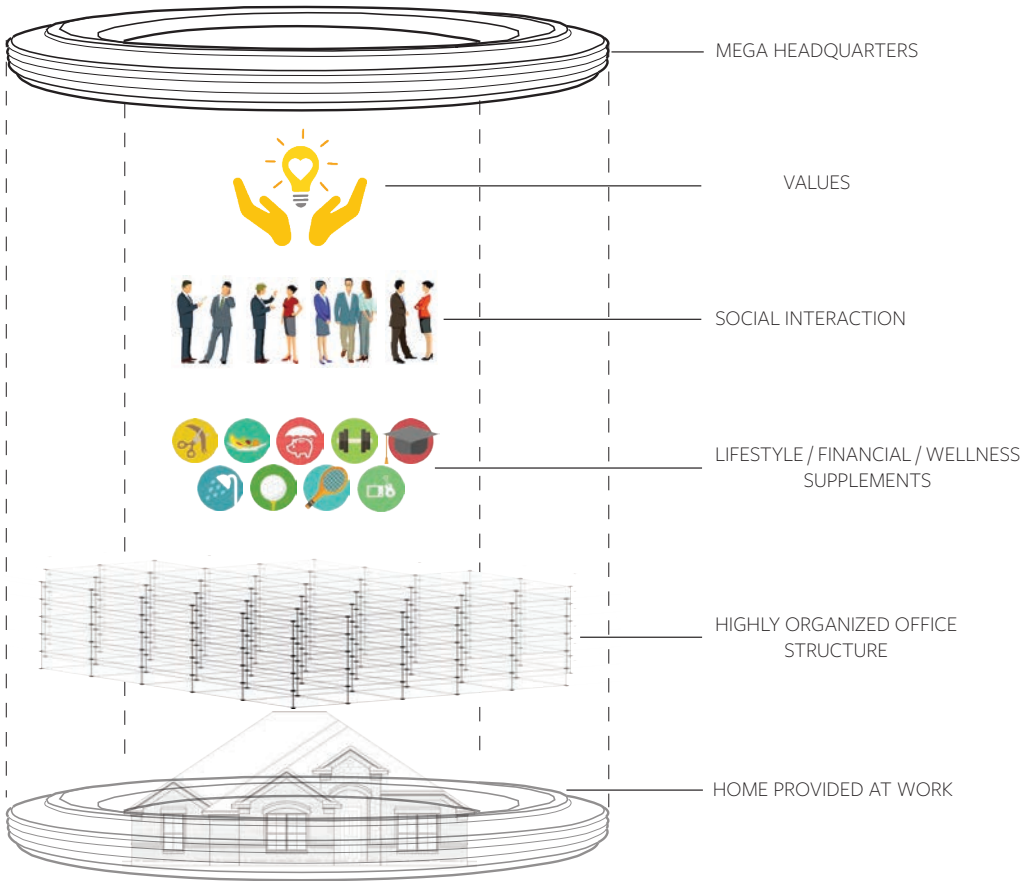 MEGA HEADQUARTERS
VALUES
SOCIAL INTERACTION
LIFESTYLE / FINANCIAL / WELLNESS
SUPPLEMENTS
HIGHLY ORGANIZED OFFICE
STRUCTURE
HOME PROVIDED AT WORK